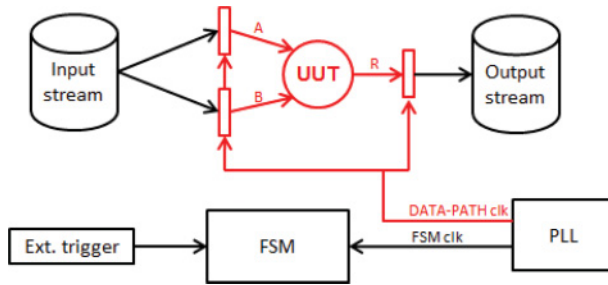 Input
stream
A
B
UUT
R
Output
stream
DATA-PATH clk
FSM clk
Ext. trigger
FSM
PLL